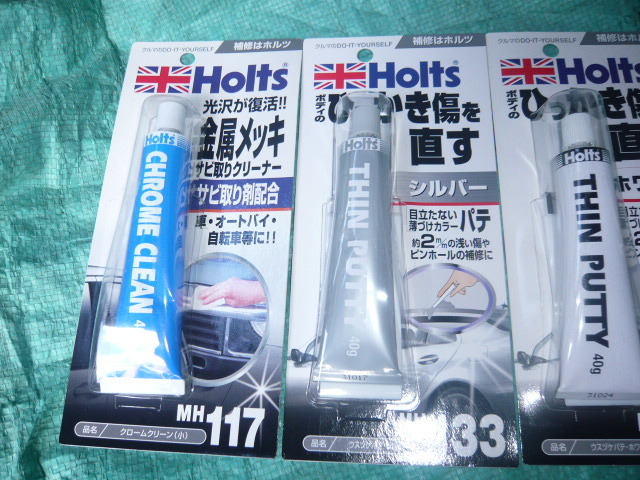 クルマのDO-IT-YOURSELF 補修はホルツ
Holts®
光沢が復活!!
金属メッキ
サビ取りクリーナー
サビ取り剤配合
車・オートバイ・
自転車等に!!
Holts
CHROME CLEAN
MH117
品名 クロームクリーン(小)
クルマのDO-IT-YOURSELF 補修はホルツ
Holts®
ボディの
ひっかき傷を
直す
シルバー
目立たない
薄づけカラーパテ
約2m/mの浅い傷や
ピンホールの補修に
Holts
THIN PUTTY
40g
31017
33
品名
クルマのDO-IT-YOURSELF 補修は
Holts
ボディの
Holts
THIN PUTTY
40g
31024
品名